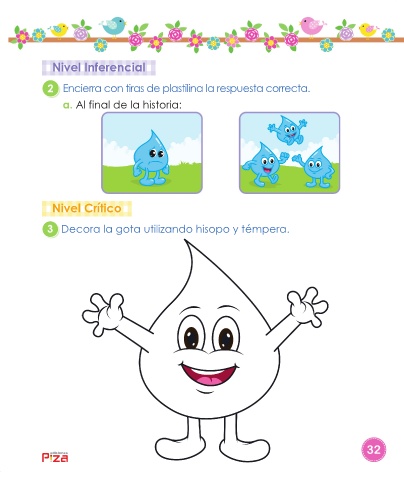 Nivel Inferencial
2 Encierra con tiras de plastilina la respuesta correcta.
a. Al final de la historia:
Nivel Crítico
3 Decora la gota utilizando hisopo y témpera.
32